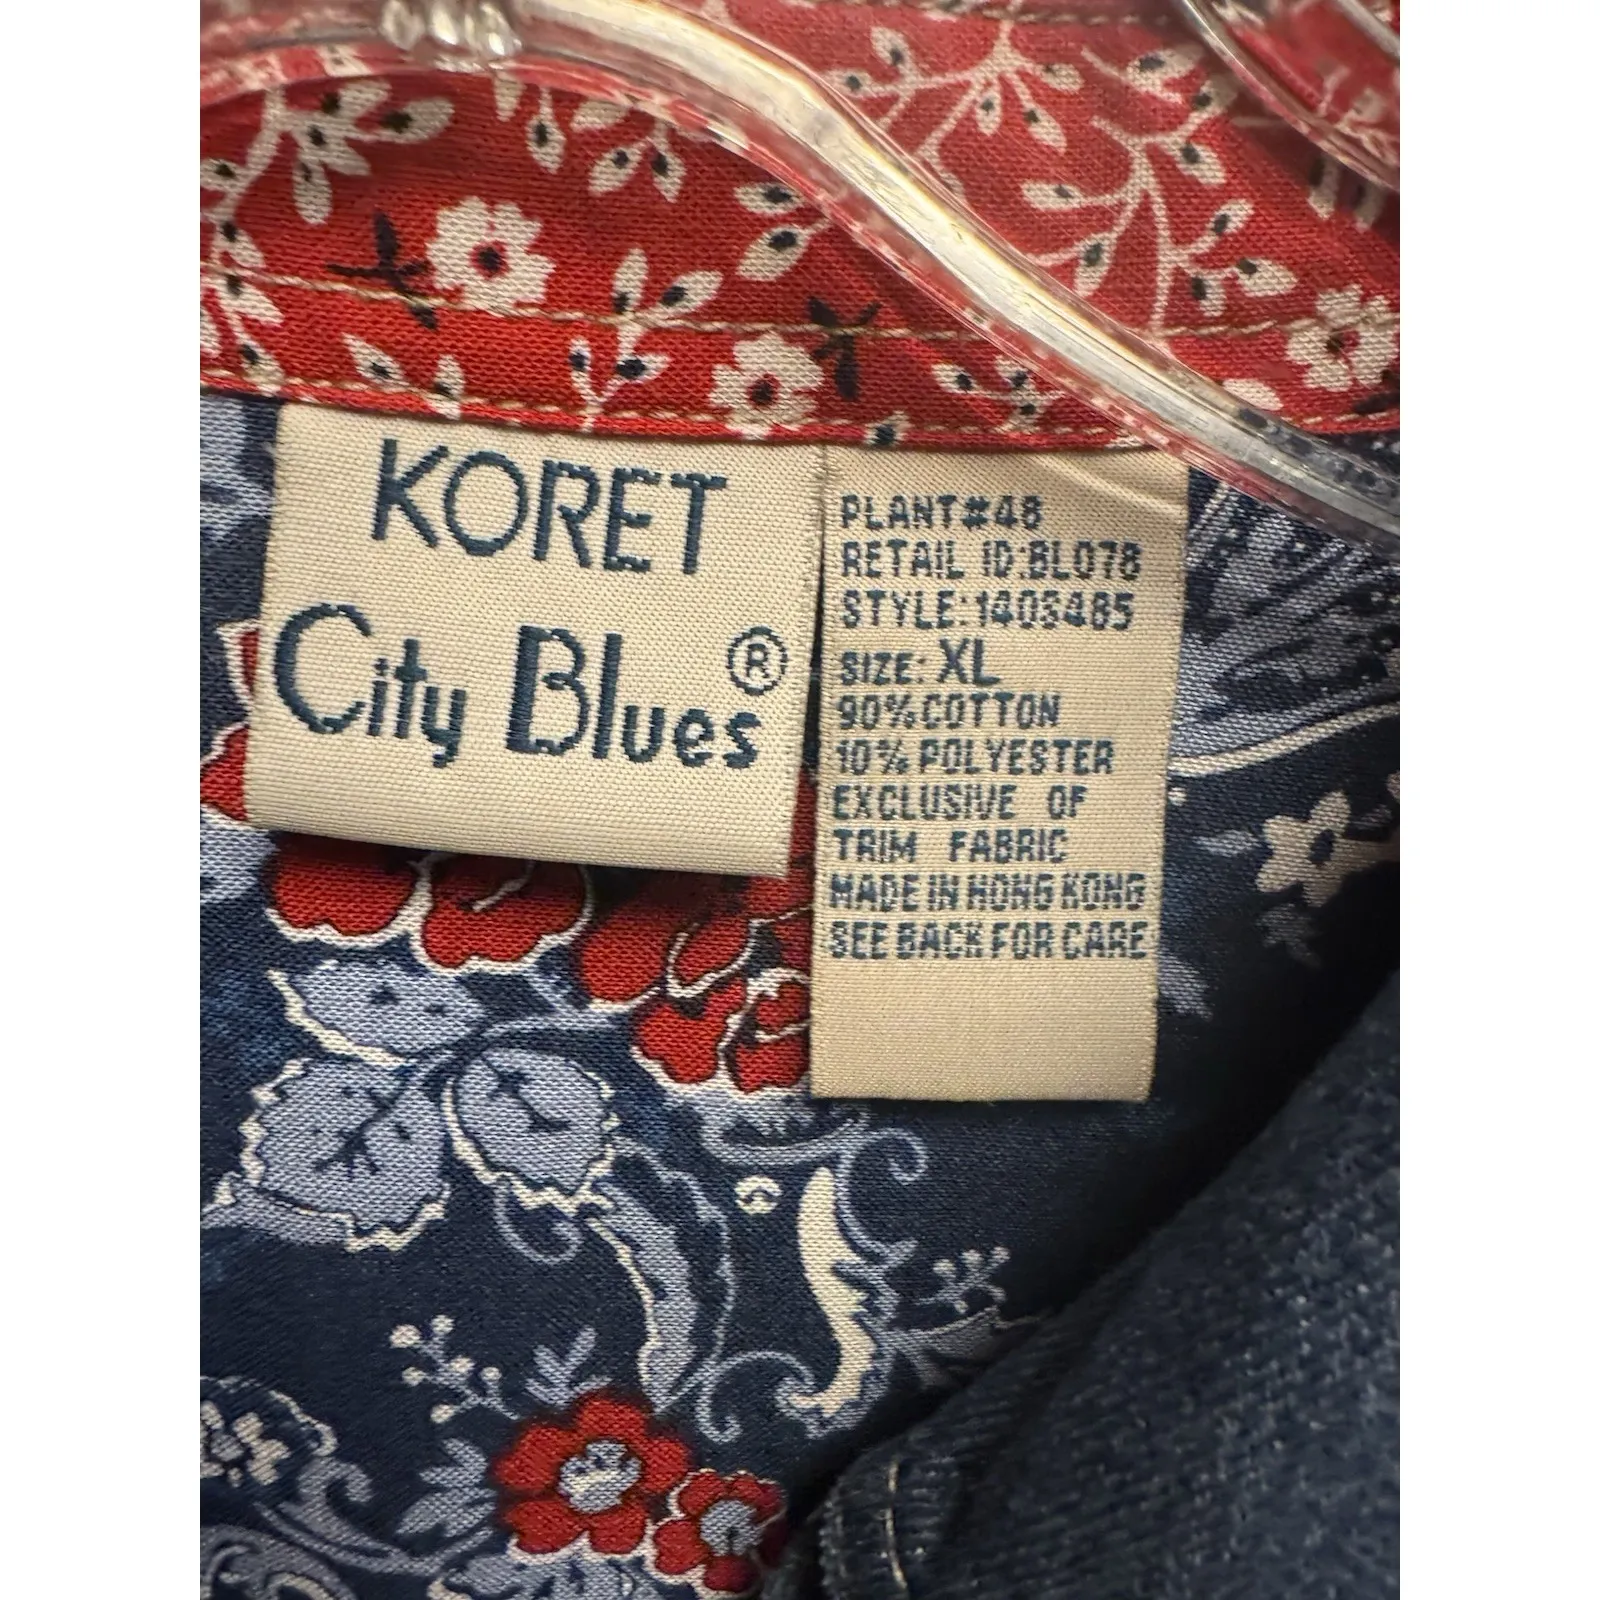 KORET
City Blues ®
PLANT#48
RETAIL ID:BL078
STYLE:1403485
SIZE: XL
90%COTTON
10% POLYESTER
EXCLUSIVE OF
TRIM FABRIC
MADE IN HONG KONG
SEE BACK FOR CARE